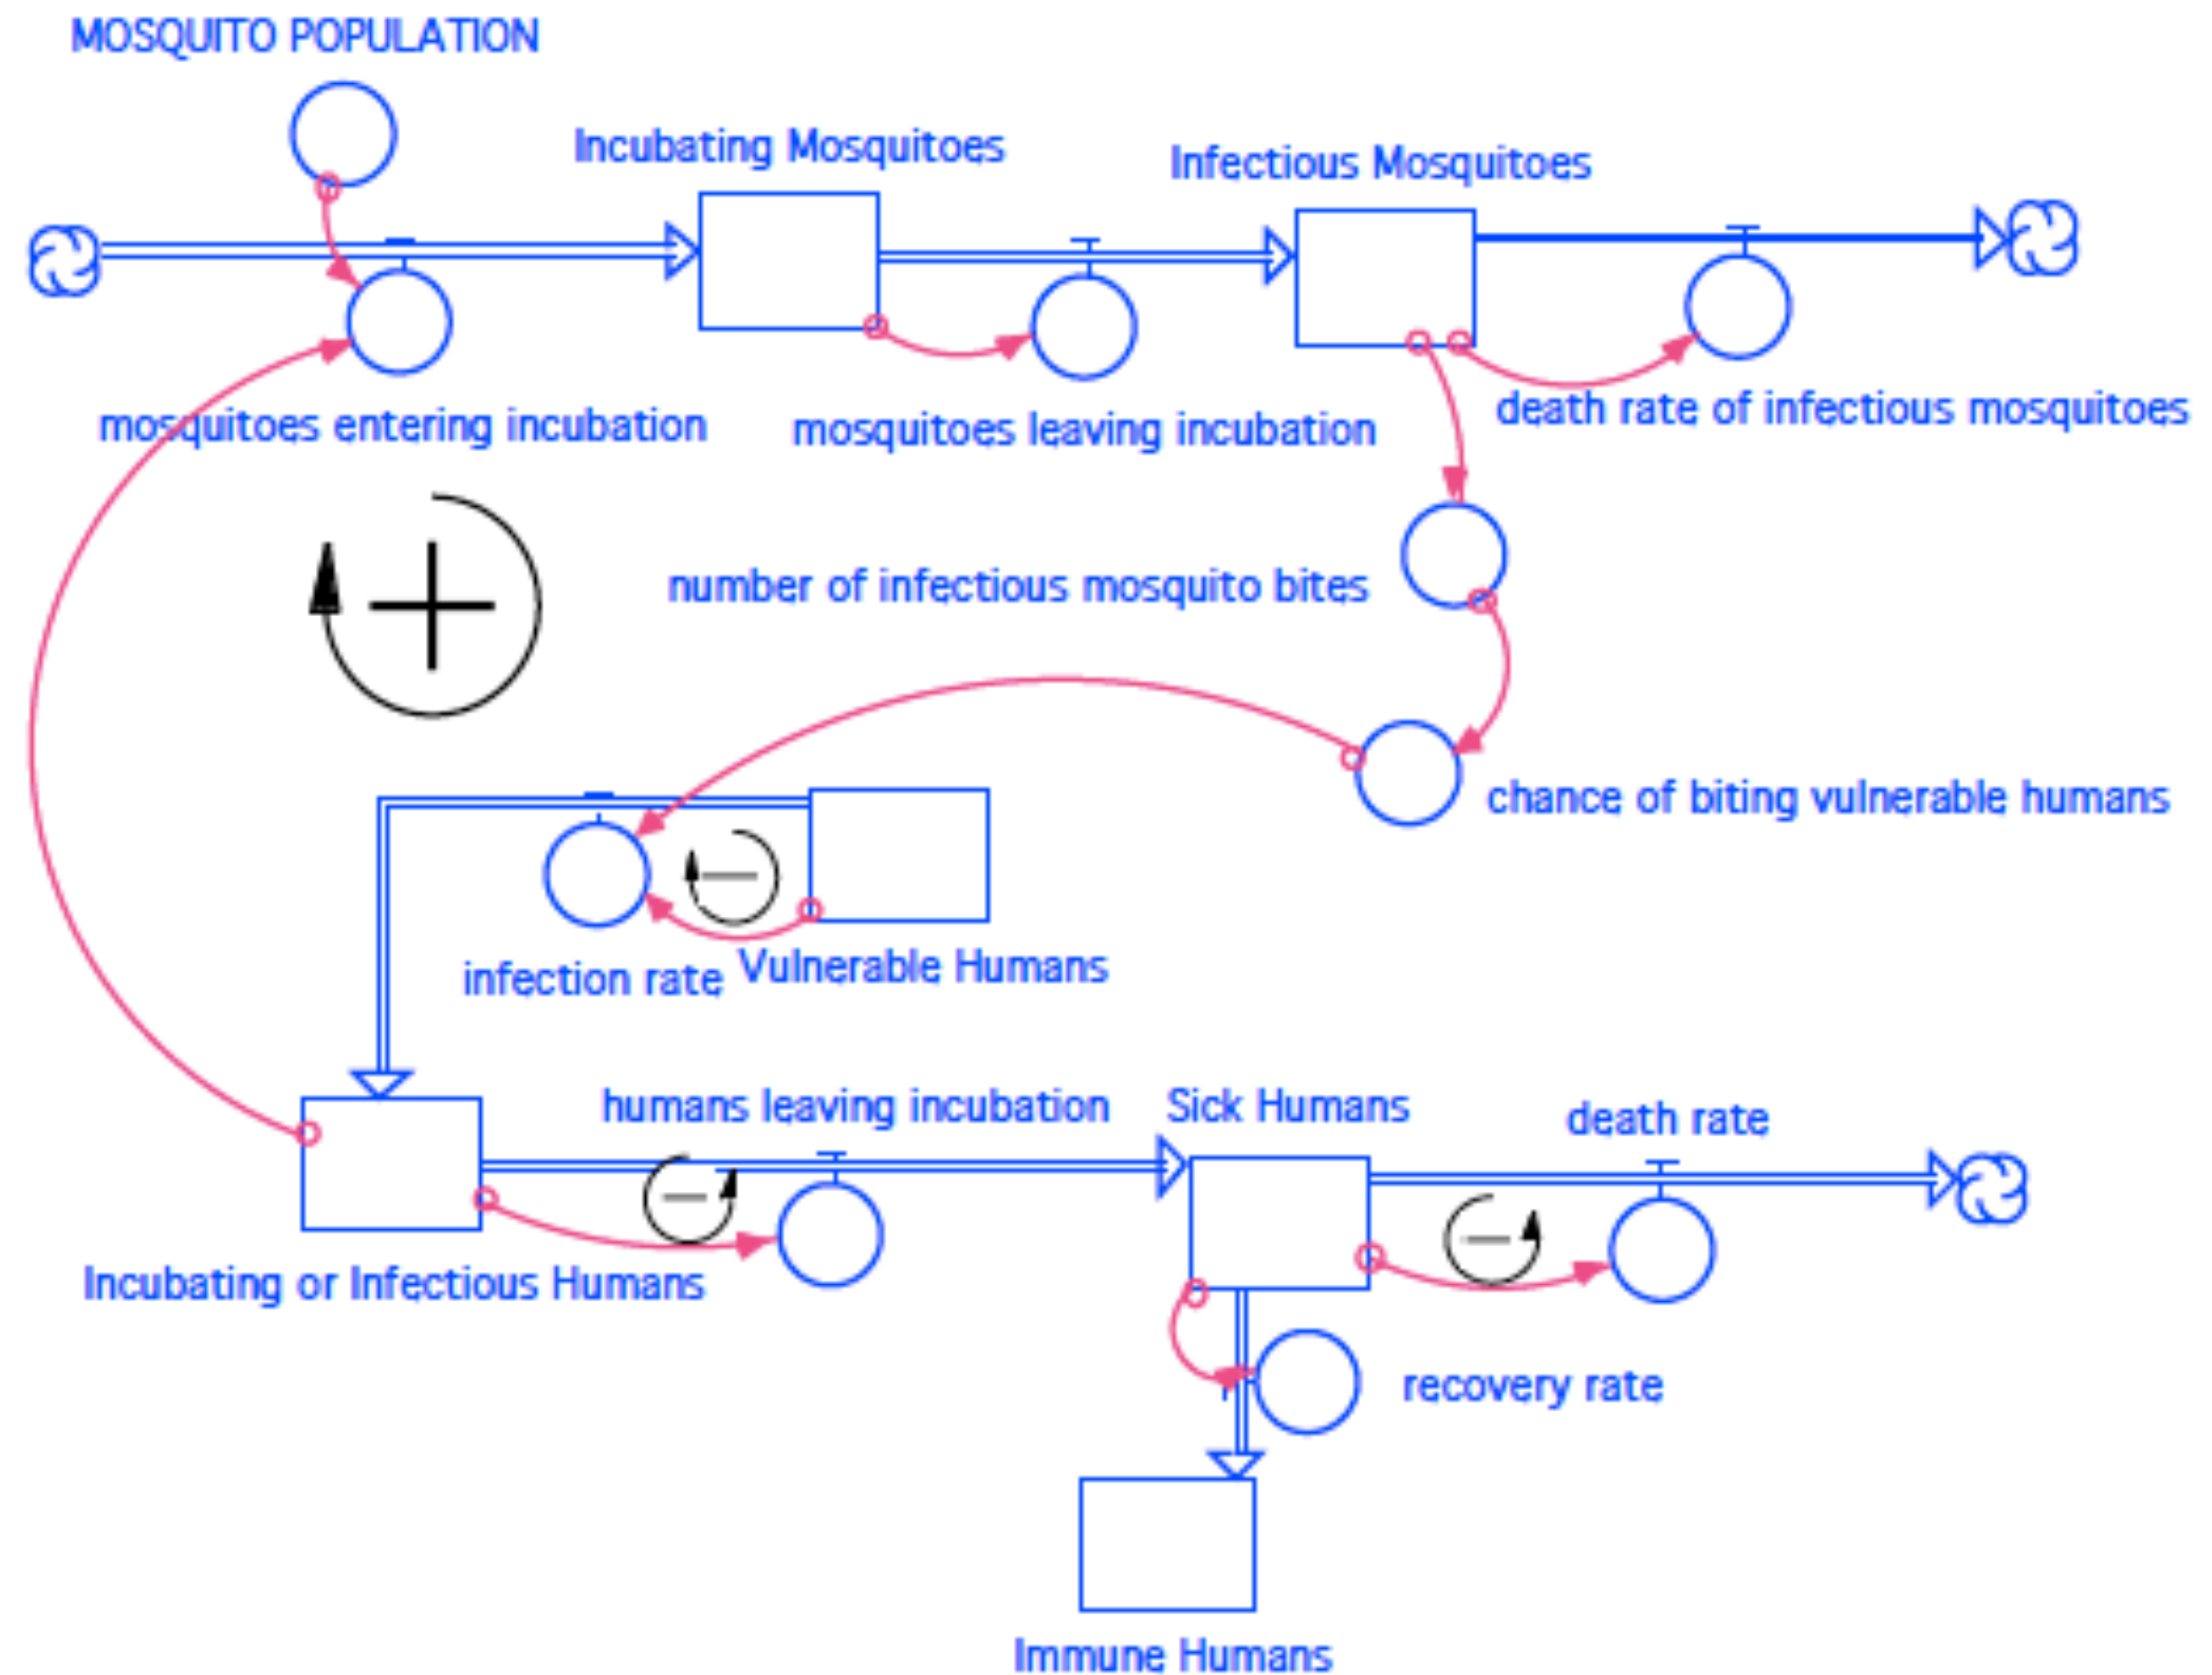 MOSQUITO POPULATION
Incubating Mosquitoes
Infectious Mosquitoes
mosquitoes entering incubation
mosquitoes leaving incubation
death rate of infectious mosquitoes
number of infectious mosquito bites
chance of biting vulnerable humans
infection rate
Vulnerable Humans
humans leaving incubation
Sick Humans
death rate
Incubating or Infectious Humans
recovery rate
Immune Humans